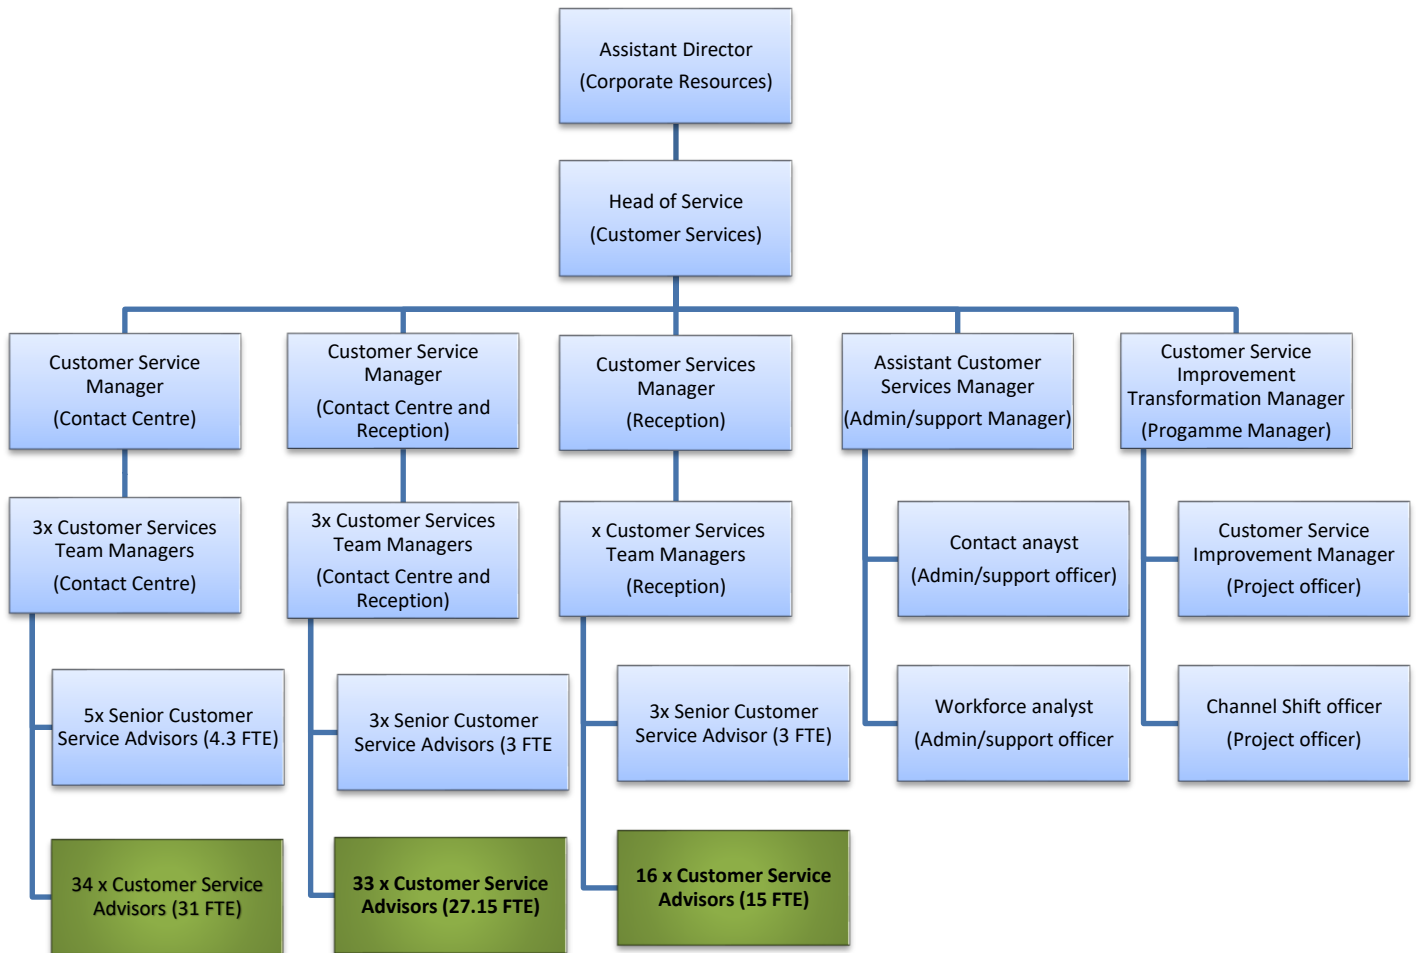 Assistant Director
(Corporate Resources)
Head of Service
(Customer Services)
Customer Service
Manager
(Contact Centre)
Customer Service
Manager
(Contact Centre and
Reception)
Customer Services
Manager
(Reception)
Assistant Customer
Services Manager
(Admin/support Manager)
Customer Service
Improvement
Transformation Manager
(Progamme Manager)
3x Customer Services
Team Managers
(Contact Centre)
3x Customer Services
Team Managers
(Contact Centre and
Reception)
x Customer Services
Team Managers
(Reception)
Contact anayst
(Admin/support officer)
Customer Service
Improvement Manager
(Project officer)
5x Senior Customer
Service Advisors (4.3 FTE)
3x Senior Customer
Service Advisors (3 FTE
3x Senior Customer
Service Advisor (3 FTE)
Workforce analyst
(Admin/support officer
Channel Shift officer
(Project officer)
34 x Customer Service
Advisors (31 FTE)
33 x Customer Service
Advisors (27.15 FTE)
16 x Customer Service
Advisors (15 FTE)